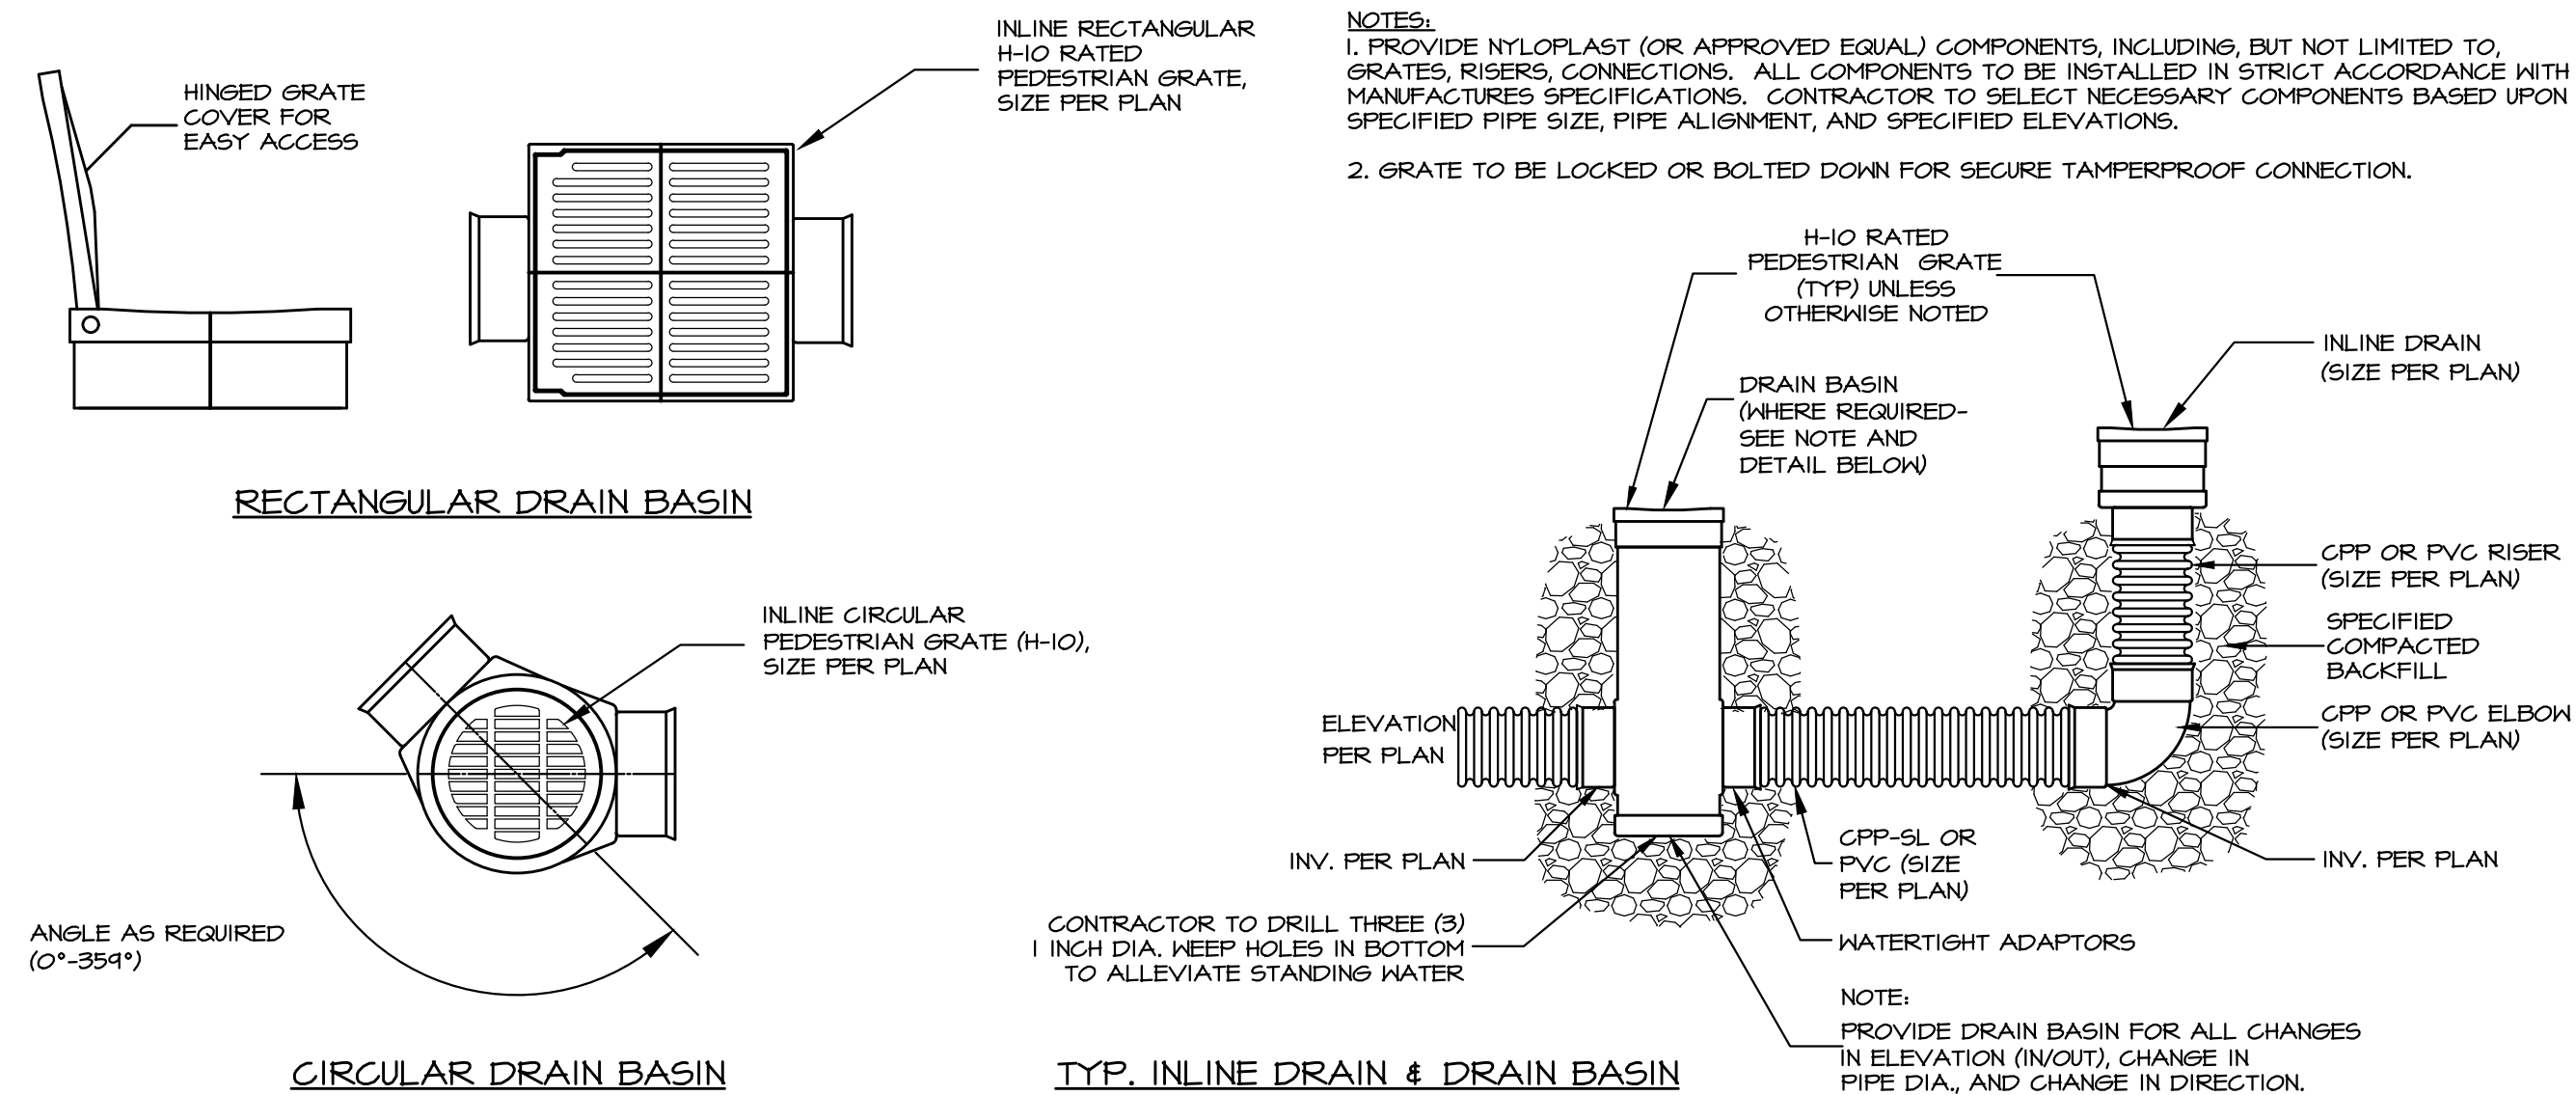 HINGED GRATE
COVER FOR
EASY ACCESS
INLINE RECTANGULAR
H-10 RATED
PEDESTRIAN GRATE,
SIZE PER PLAN
RECTANGULAR DRAIN BASIN
INLINE CIRCULAR
PEDESTRIAN GRATE (H-10),
SIZE PER PLAN
ANGLE AS REQUIRED
(0°-359°)
CIRCULAR DRAIN BASIN
NOTES:
1. PROVIDE NYLOPLAST (OR APPROVED EQUAL) COMPONENTS, INCLUDING, BUT NOT LIMITED TO,
GRATES, RISERS, CONNECTIONS. ALL COMPONENTS TO BE INSTALLED IN STRICT ACCORDANCE WITH
MANUFACTURES SPECIFICATIONS. CONTRACTOR TO SELECT NECESSARY COMPONENTS BASED UPON
SPECIFIED PIPE SIZE, PIPE ALIGNMENT, AND SPECIFIED ELEVATIONS.
2. GRATE TO BE LOCKED OR BOLTED DOWN FOR SECURE TAMPERPROOF CONNECTION.
H-10 RATED
PEDESTRIAN GRATE
(TYP) UNLESS
OTHERWISE NOTED
DRAIN BASIN
(WHERE REQUIRED-
SEE NOTE AND
DETAIL BELOW)
INLINE DRAIN
(SIZE PER PLAN)
CPP OR PVC RISER
(SIZE PER PLAN)
SPECIFIED
COMPACTED
BACKFILL
CPP OR PVC ELBOW
(SIZE PER PLAN)
INV. PER PLAN
ELEVATION
PER PLAN
INV. PER PLAN
CONTRACTOR TO DRILL THREE (3)
1 INCH DIA. WEEP HOLES IN BOTTOM
TO ALLEVIATE STANDING WATER
CPP-SL OR
PVC (SIZE
PER PLAN)
WATERTIGHT ADAPTORS
NOTE:
PROVIDE DRAIN BASIN FOR ALL CHANGES
IN ELEVATION (IN/OUT), CHANGE IN
PIPE DIA., AND CHANGE IN DIRECTION.
TYP. INLINE DRAIN & DRAIN BASIN